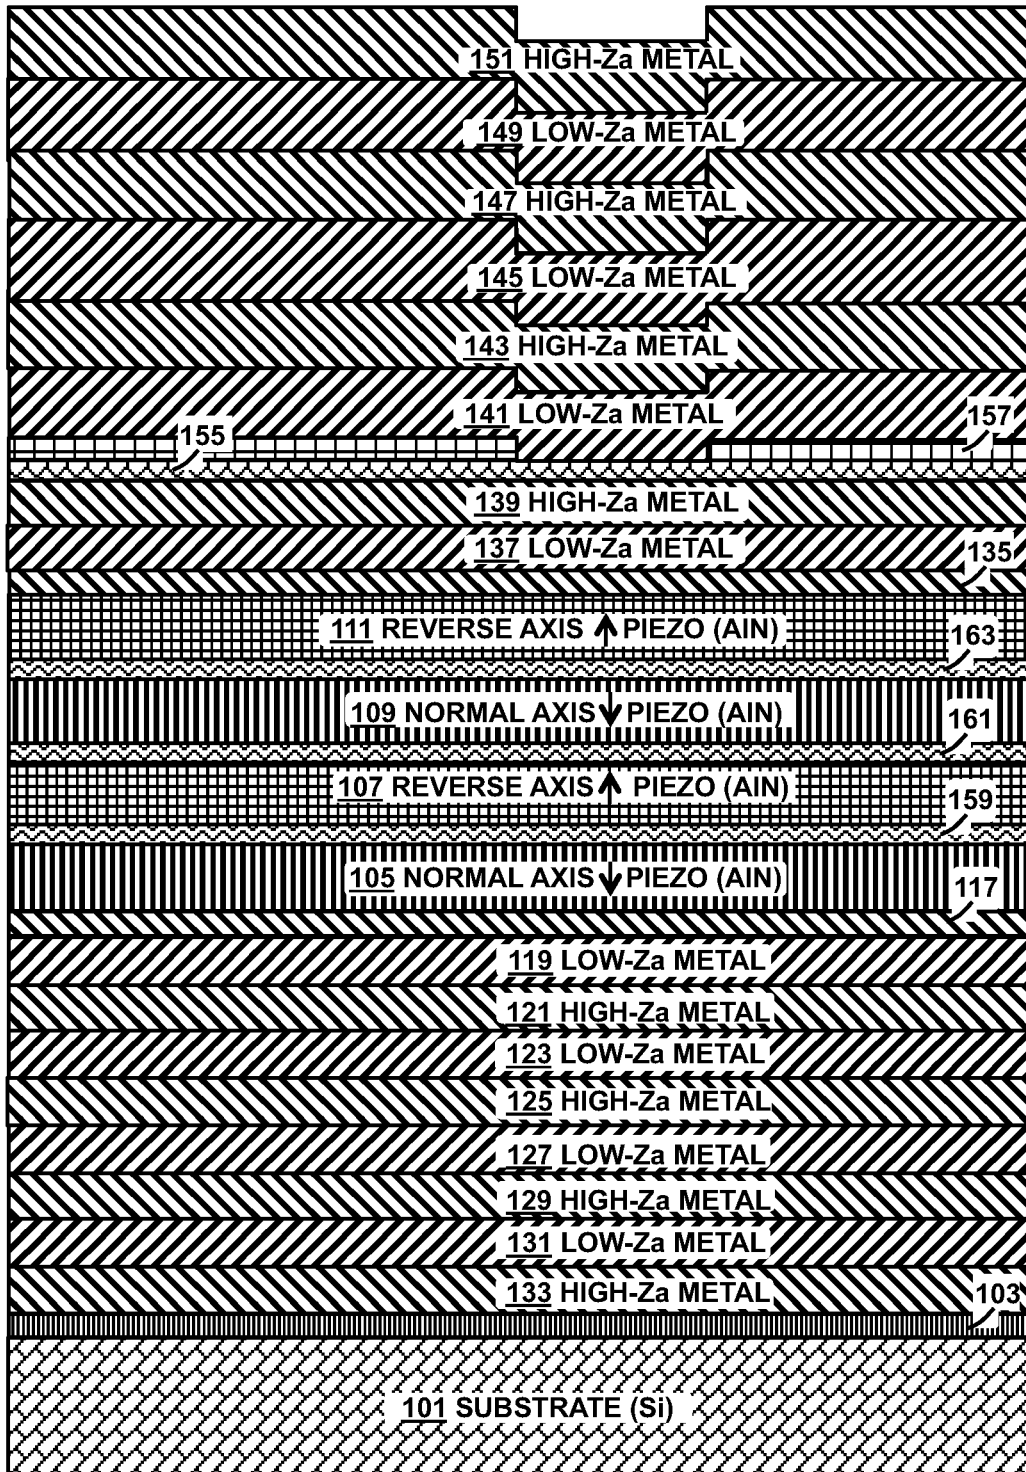 151 HIGH-Za METAL
149 LOW-Za METAL
147 HIGH-Za METAL
145 LOW-Za METAL
143 HIGH-Za METAL
141 LOW-Za METAL
155
157
139 HIGH-Za METAL
137 LOW-Za METAL
135
111 REVERSE AXIS ↑ PIEZO (AlN)
163
109 NORMAL AXIS ↓ PIEZO (AlN)
161
107 REVERSE AXIS ↑ PIEZO (AlN)
159
105 NORMAL AXIS ↓ PIEZO (AlN)
117
119 LOW-Za METAL
121 HIGH-Za METAL
123 LOW-Za METAL
125 HIGH-Za METAL
127 LOW-Za METAL
129 HIGH-Za METAL
131 LOW-Za METAL
133 HIGH-Za METAL
103
101 SUBSTRATE (Si)